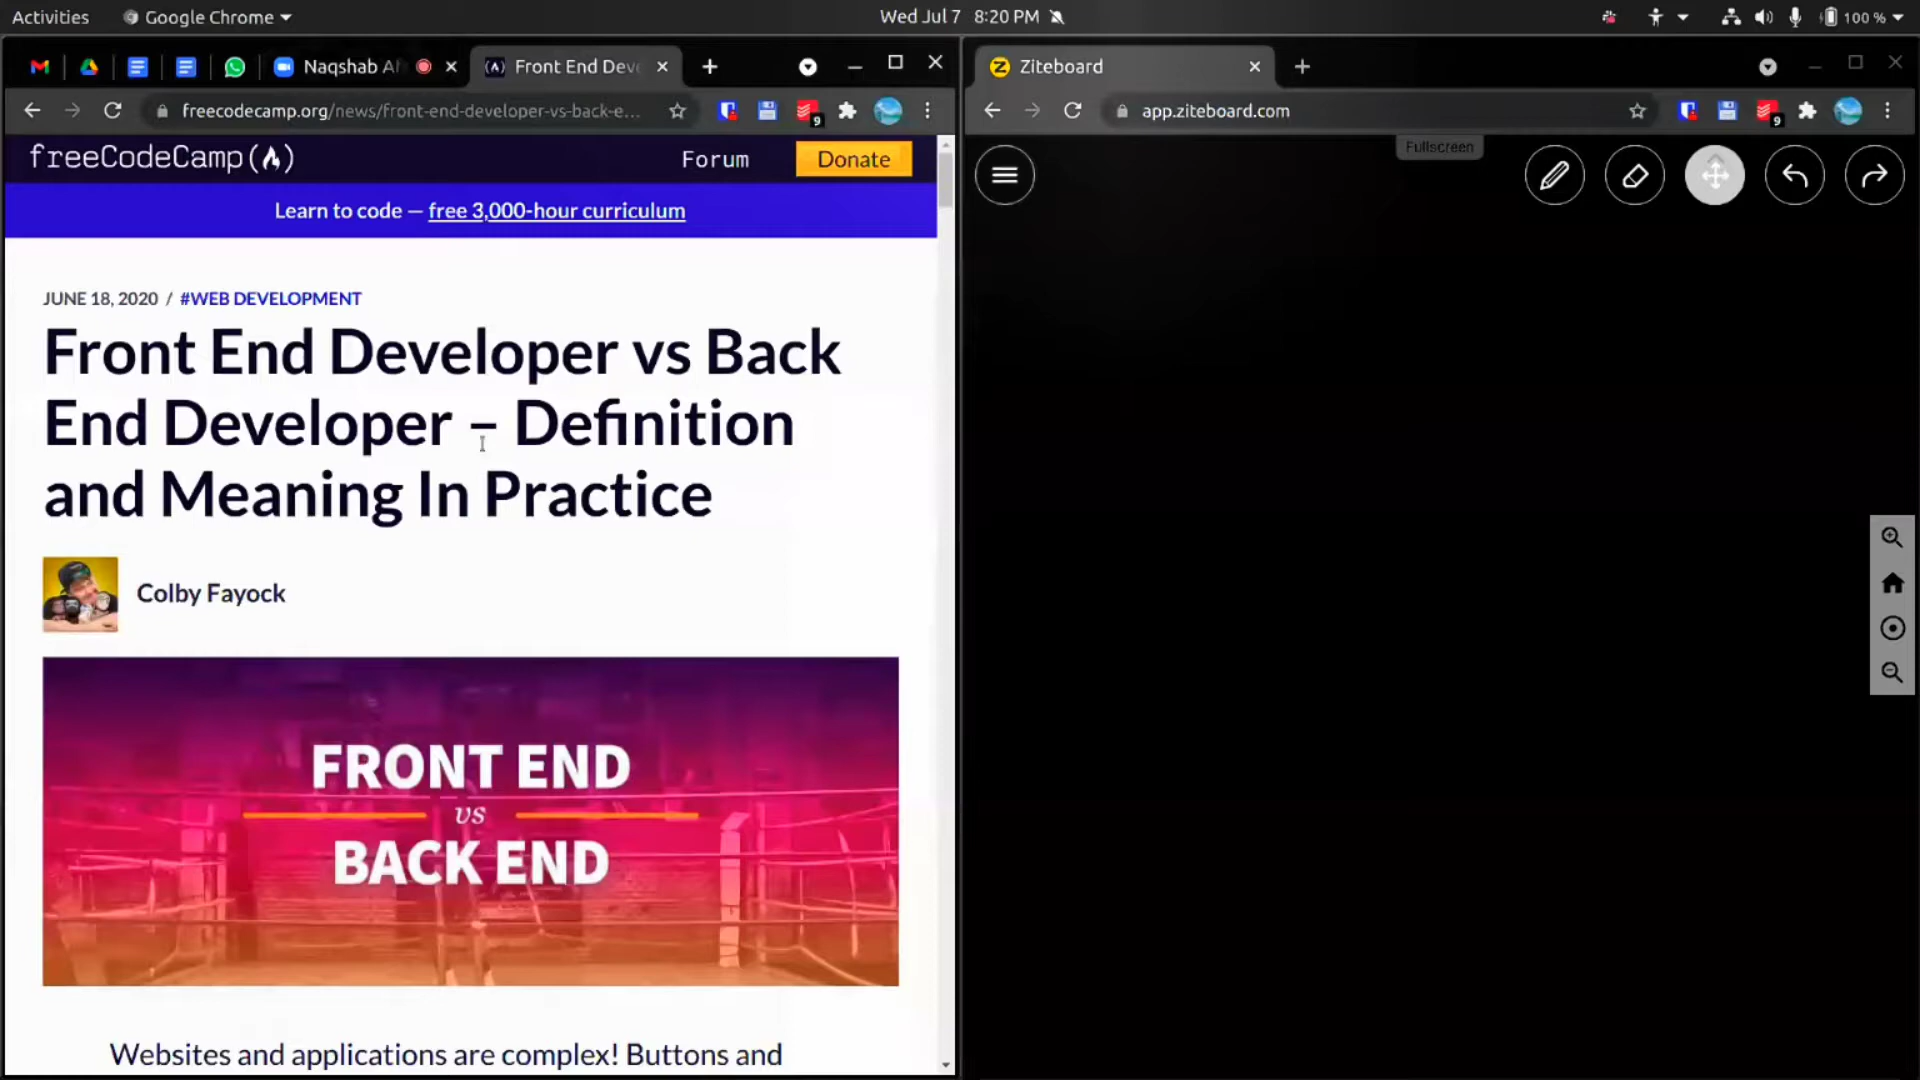 Activities
Google Chrome
Wed Jul 7 8:20 PM
100 %
Naqshab A
Front End Dev
Ziteboard
freecodecamp.org/news/front-end-developer-vs-back-e...
9
app.ziteboard.com
9
freeCodeCamp
Forum
Donate
Fullscreen
Learn to code — free 3,000-hour curriculum
JUNE 18, 2020 / #WEB DEVELOPMENT
Front End Developer vs Back
End Developer – Definition
and Meaning In Practice
Colby Fayock
FRONT END
vs
BACK END
Websites and applications are complex! Buttons and